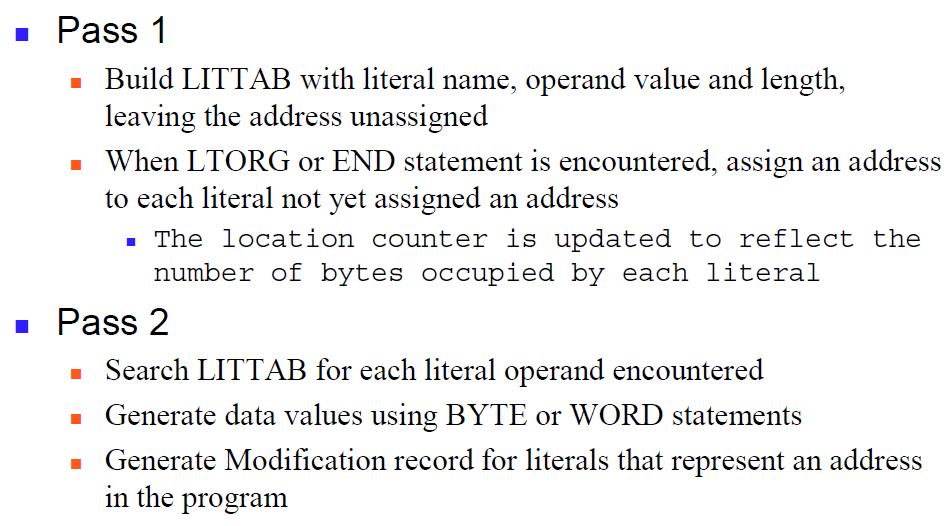 Pass 1
Build LITTAB with literal name, operand value and length,
leaving the address unassigned
When LTORG or END statement is encountered, assign an address
to each literal not yet assigned an address
The location counter is updated to reflect the
number of bytes occupied by each literal
Pass 2
Search LITTAB for each literal operand encountered
Generate data values using BYTE or WORD statements
Generate Modification record for literals that represent an address
in the program